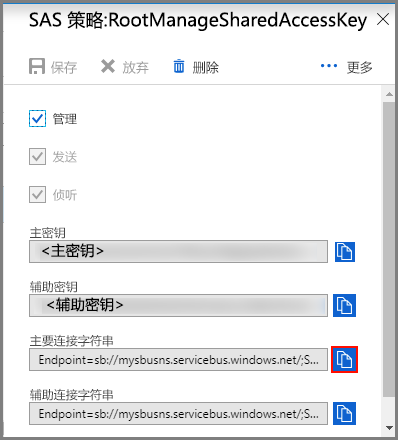 SAS 策略:RootManageSharedAccessKey
保存 放弃 删除 ··· 更多
管理
发送
侦听
主密钥
<主密钥>
辅助密钥
<辅助密钥>
主要连接字符串
Endpoint=sb://mysbusns.servicebus.windows.net/;S...
辅助连接字符串
Endpoint=sb://mysbusns.servicebus.windows.net/;S...